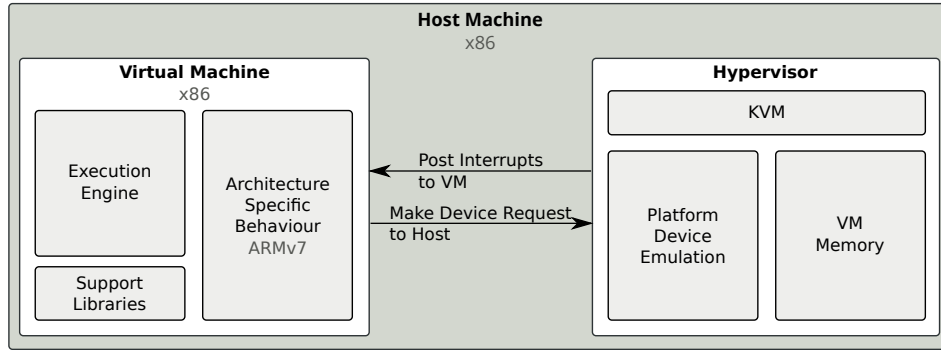 Host Machine
x86
Virtual Machine
x86
Execution
Engine
Support
Libraries
Architecture
Specific
Behaviour
ARMv7
Post Interrupts
to VM
Make Device Request
to Host
Hypervisor
KVM
Platform
Device
Emulation
VM
Memory